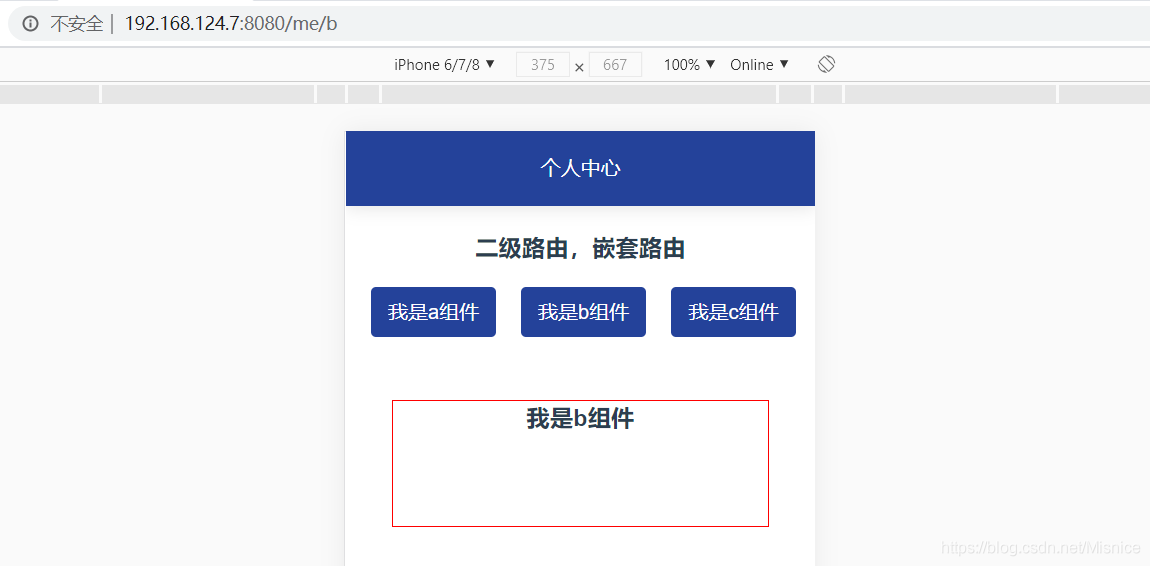 不安全 | 192.168.124.7:8080/me/b
iPhone 6/7/8 ▼ 375 × 667 100% ▼ Online ▼
个人中心
二级路由，嵌套路由
我是a组件 我是b组件 我是c组件
我是b组件
https://blog.csdn.net/Misnice